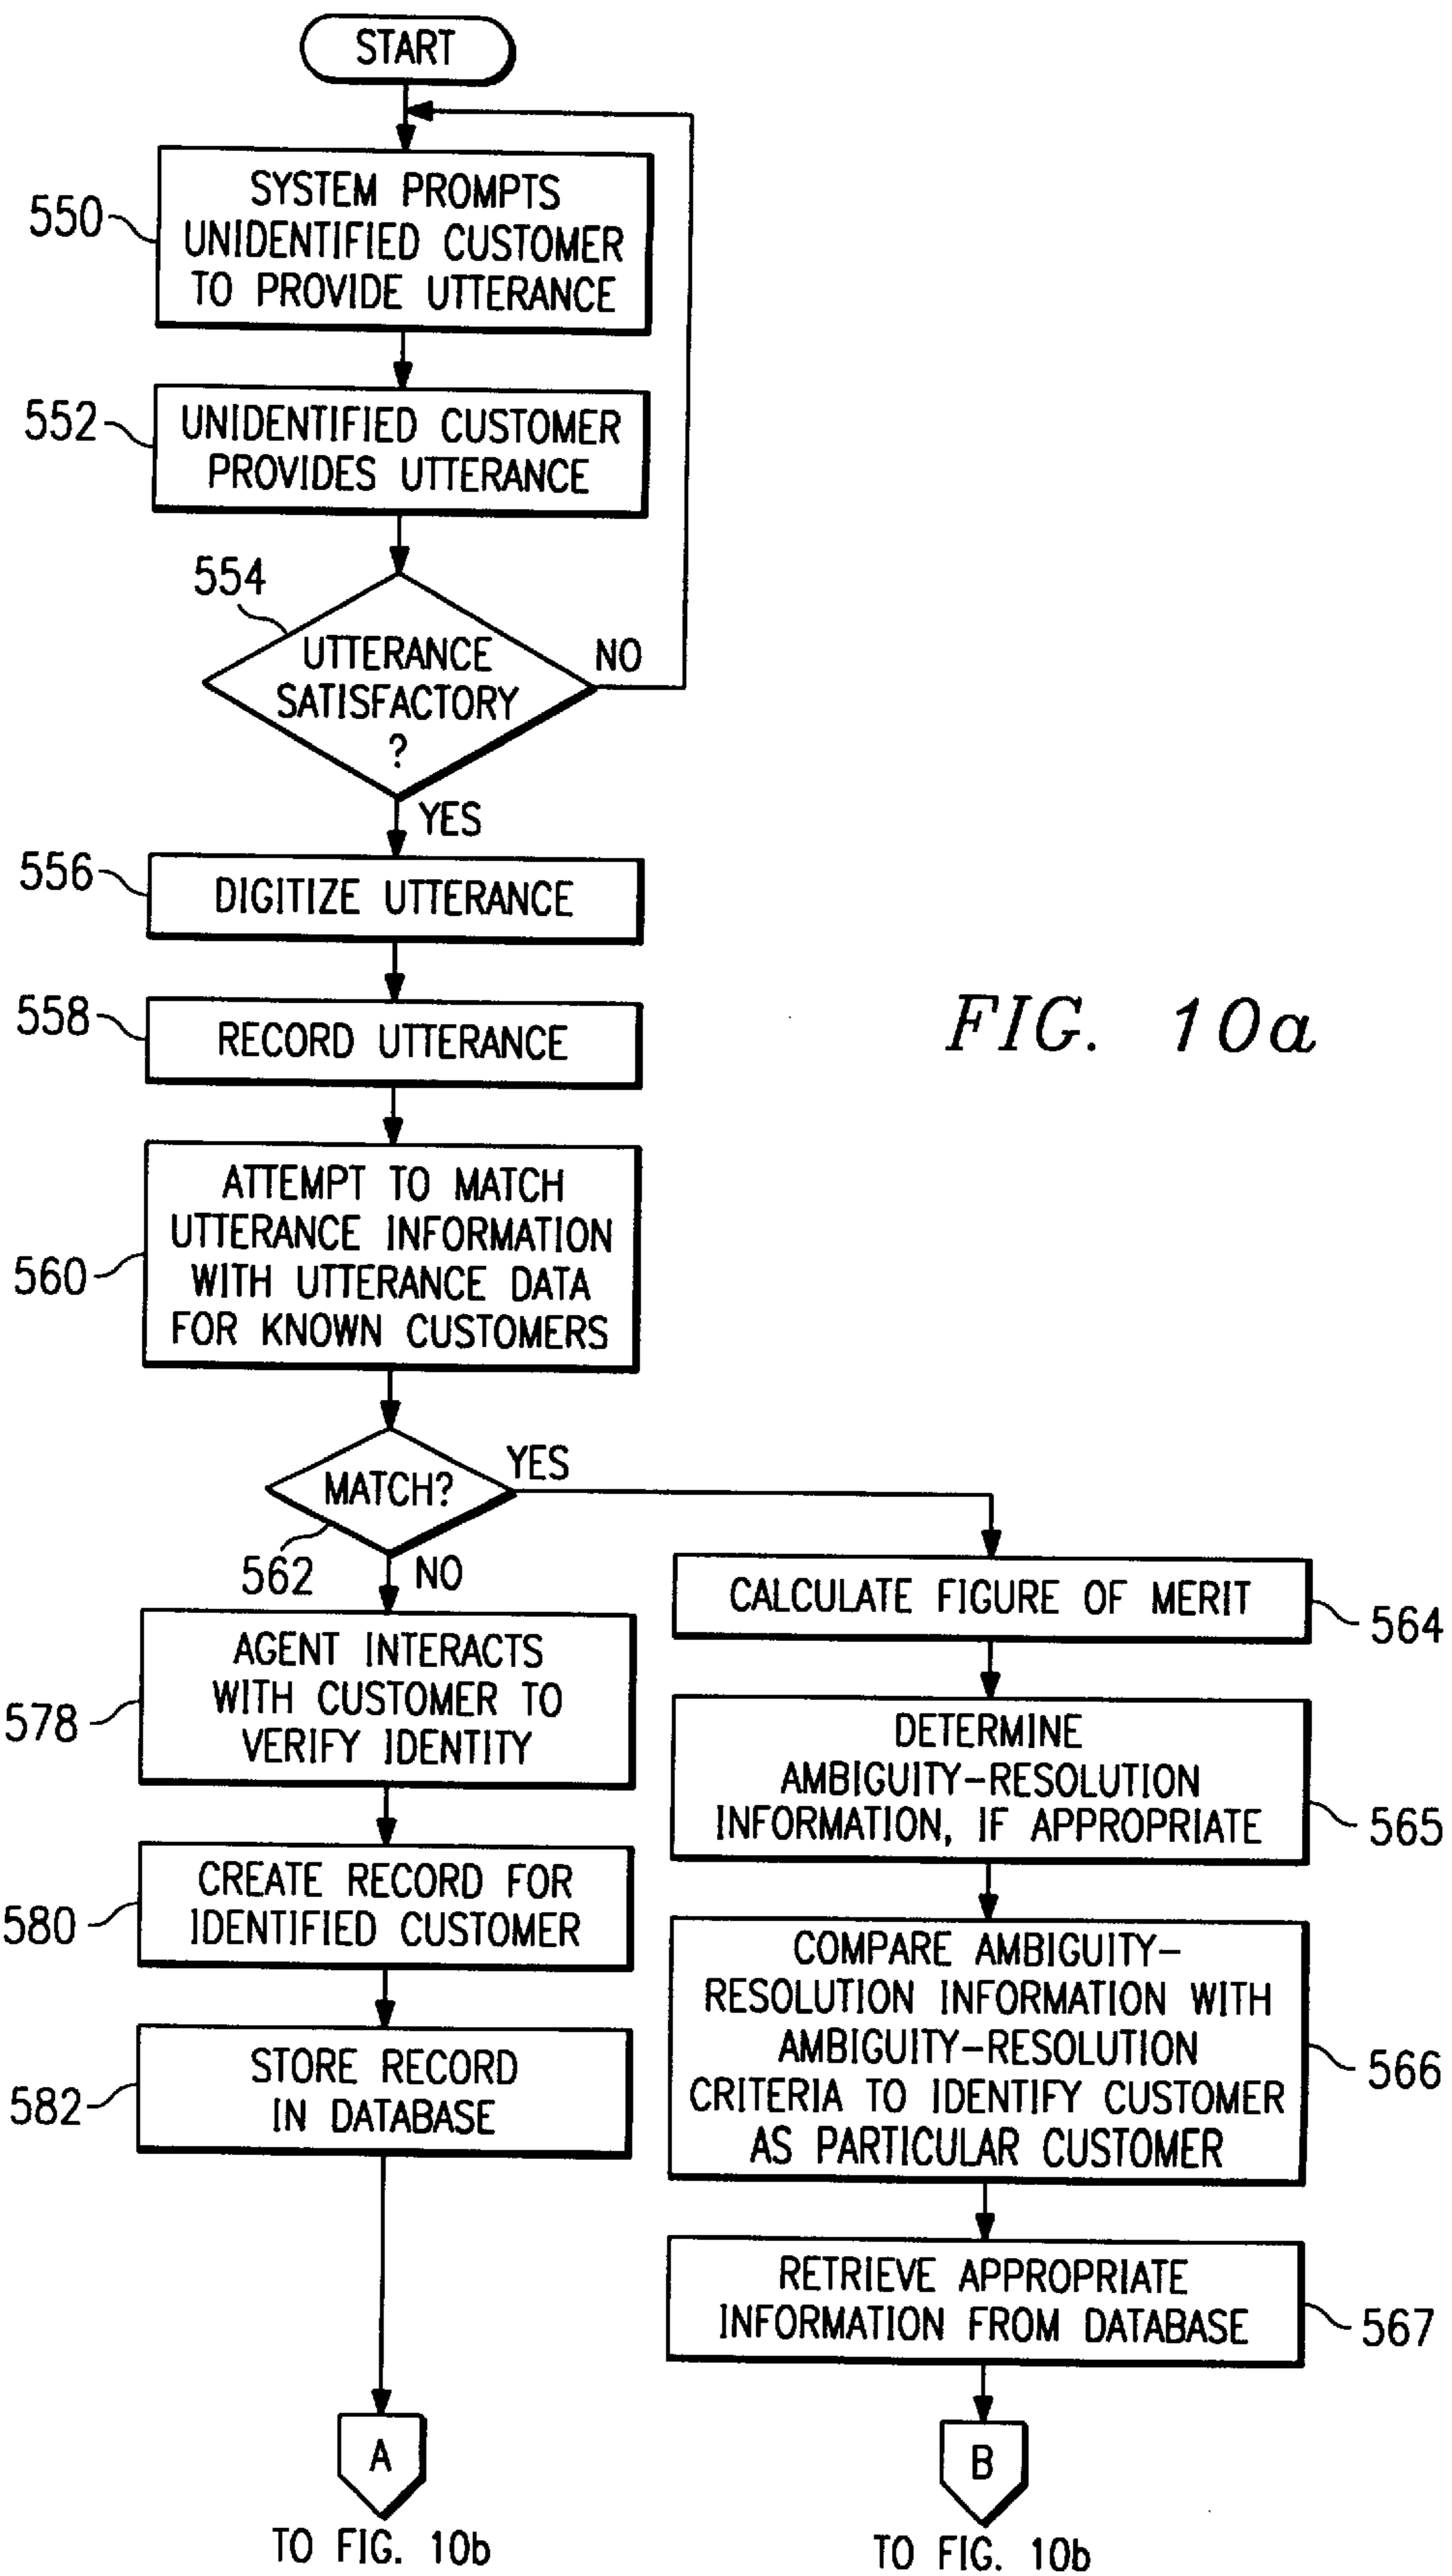 START
550
SYSTEM PROMPTS
UNIDENTIFIED CUSTOMER
TO PROVIDE UTTERANCE
552
UNIDENTIFIED CUSTOMER
PROVIDES UTTERANCE
554
UTTERANCE
SATISFACTORY
?
NO
YES
556
DIGITIZE UTTERANCE
558
RECORD UTTERANCE
FIG. 10a
560
ATTEMPT TO MATCH
UTTERANCE INFORMATION
WITH UTTERANCE DATA
FOR KNOWN CUSTOMERS
MATCH?
YES
562
NO
578
AGENT INTERACTS
WITH CUSTOMER TO
VERIFY IDENTITY
580
CREATE RECORD FOR
IDENTIFIED CUSTOMER
582
STORE RECORD
IN DATABASE
A
TO FIG. 10b
CALCULATE FIGURE OF MERIT
564
DETERMINE
AMBIGUITY-RESOLUTION
INFORMATION, IF APPROPRIATE
565
COMPARE AMBIGUITY-
RESOLUTION INFORMATION WITH
AMBIGUITY-RESOLUTION
CRITERIA TO IDENTIFY CUSTOMER
AS PARTICULAR CUSTOMER
566
RETRIEVE APPROPRIATE
INFORMATION FROM DATABASE
567
B
TO FIG. 10b